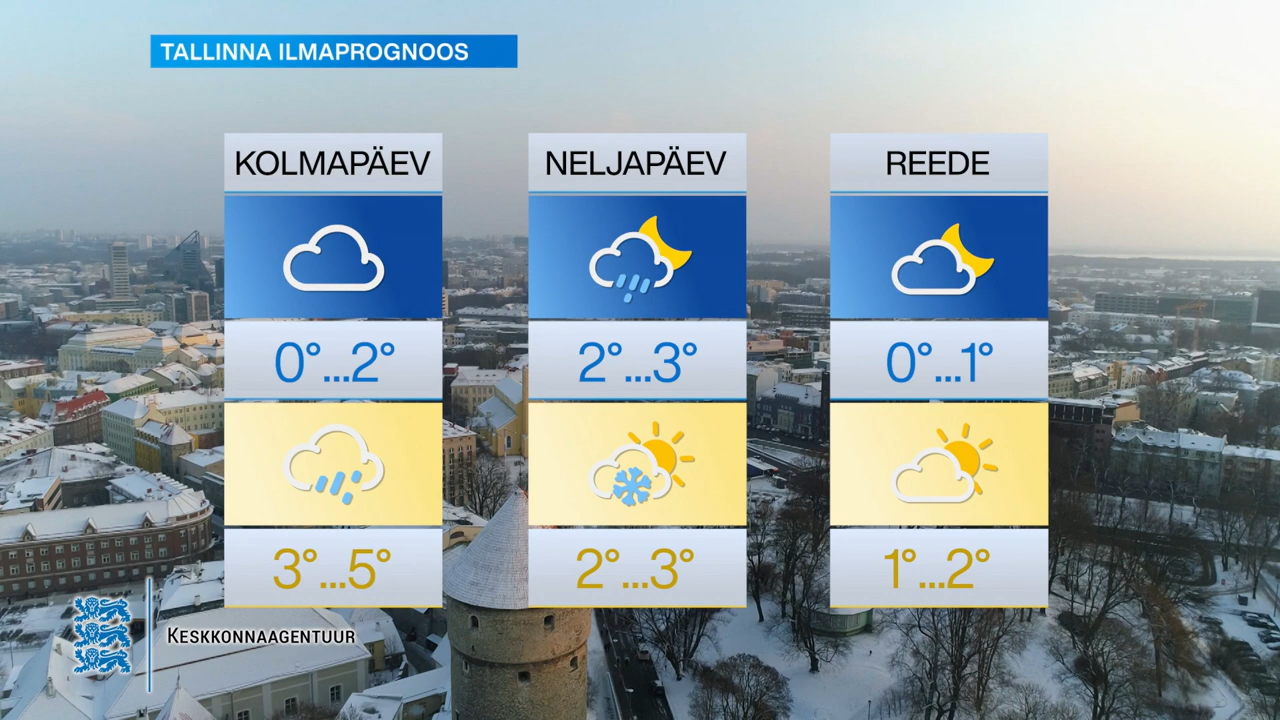 TALLINNA ILMAPROGNOOS
KOLMAPÄEV
0°...2°
3°...5°
NELJAPÄEV
2°...3°
2°...3°
REEDE
0°...1°
1°...2°
KESKKONNAAGENTUUR